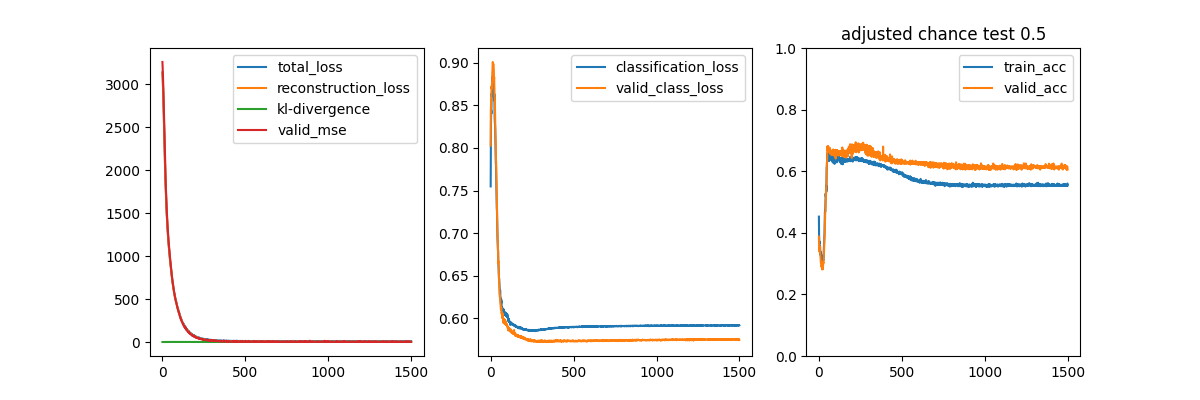 adjusted chance test 0.5
total_loss
reconstruction_loss
kl-divergence
valid_mse
3000
2500
2000
1500
1000
500
0
0 500 1000 1500
classification_loss
valid_class_loss
0.90
0.85
0.80
0.75
0.70
0.65
0.60
0 500 1000 1500
train_acc
valid_acc
1.0
0.8
0.6
0.4
0.2
0.0
0 500 1000 1500